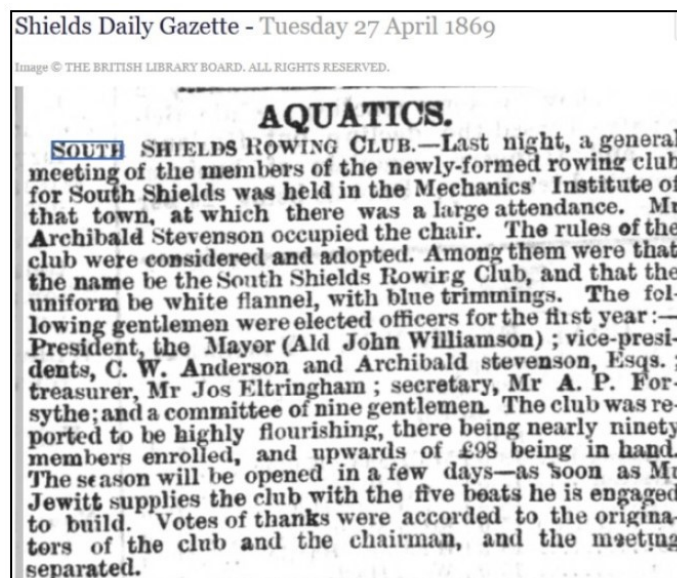 Shields Daily Gazette - Tuesday 27 April 1869
Image © THE BRITISH LIBRARY BOARD. ALL RIGHTS RESERVED.
AQUATICS.
SOUTH SHIELDS ROWING CLUB.—Last night, a general
meeting of the members of the newly-formed rowing club
for South Shields was held in the Mechanics' Institute of
that town, at which there was a large attendance. Mr
Archibald Stevenson occupied the chair. The rules of the
club were considered and adopted. Among them were that
the name be the South Shields Rowing Club, and that the
uniform be white flannel, with blue trimmings. The fol-
lowing gentlemen were elected officers for the first year:—
President, the Mayor (Ald John Williamson); vice-presi-
dents, C. W. Anderson and Archibald stevenson, Esqs.;
treasurer, Mr Jos Eltringham; secretary, Mr A. P. For-
sythe; and a committee of nine gentlemen. The club was re-
ported to be highly flourishing, there being nearly ninety
members enrolled, and upwards of £98 being in hand.
The season will be opened in a few days—as soon as Mr
Jewitt supplies the club with the five boats he is engaged
to build. Votes of thanks were accorded to the origina-
tors of the club and the chairman, and the meeting
separated.